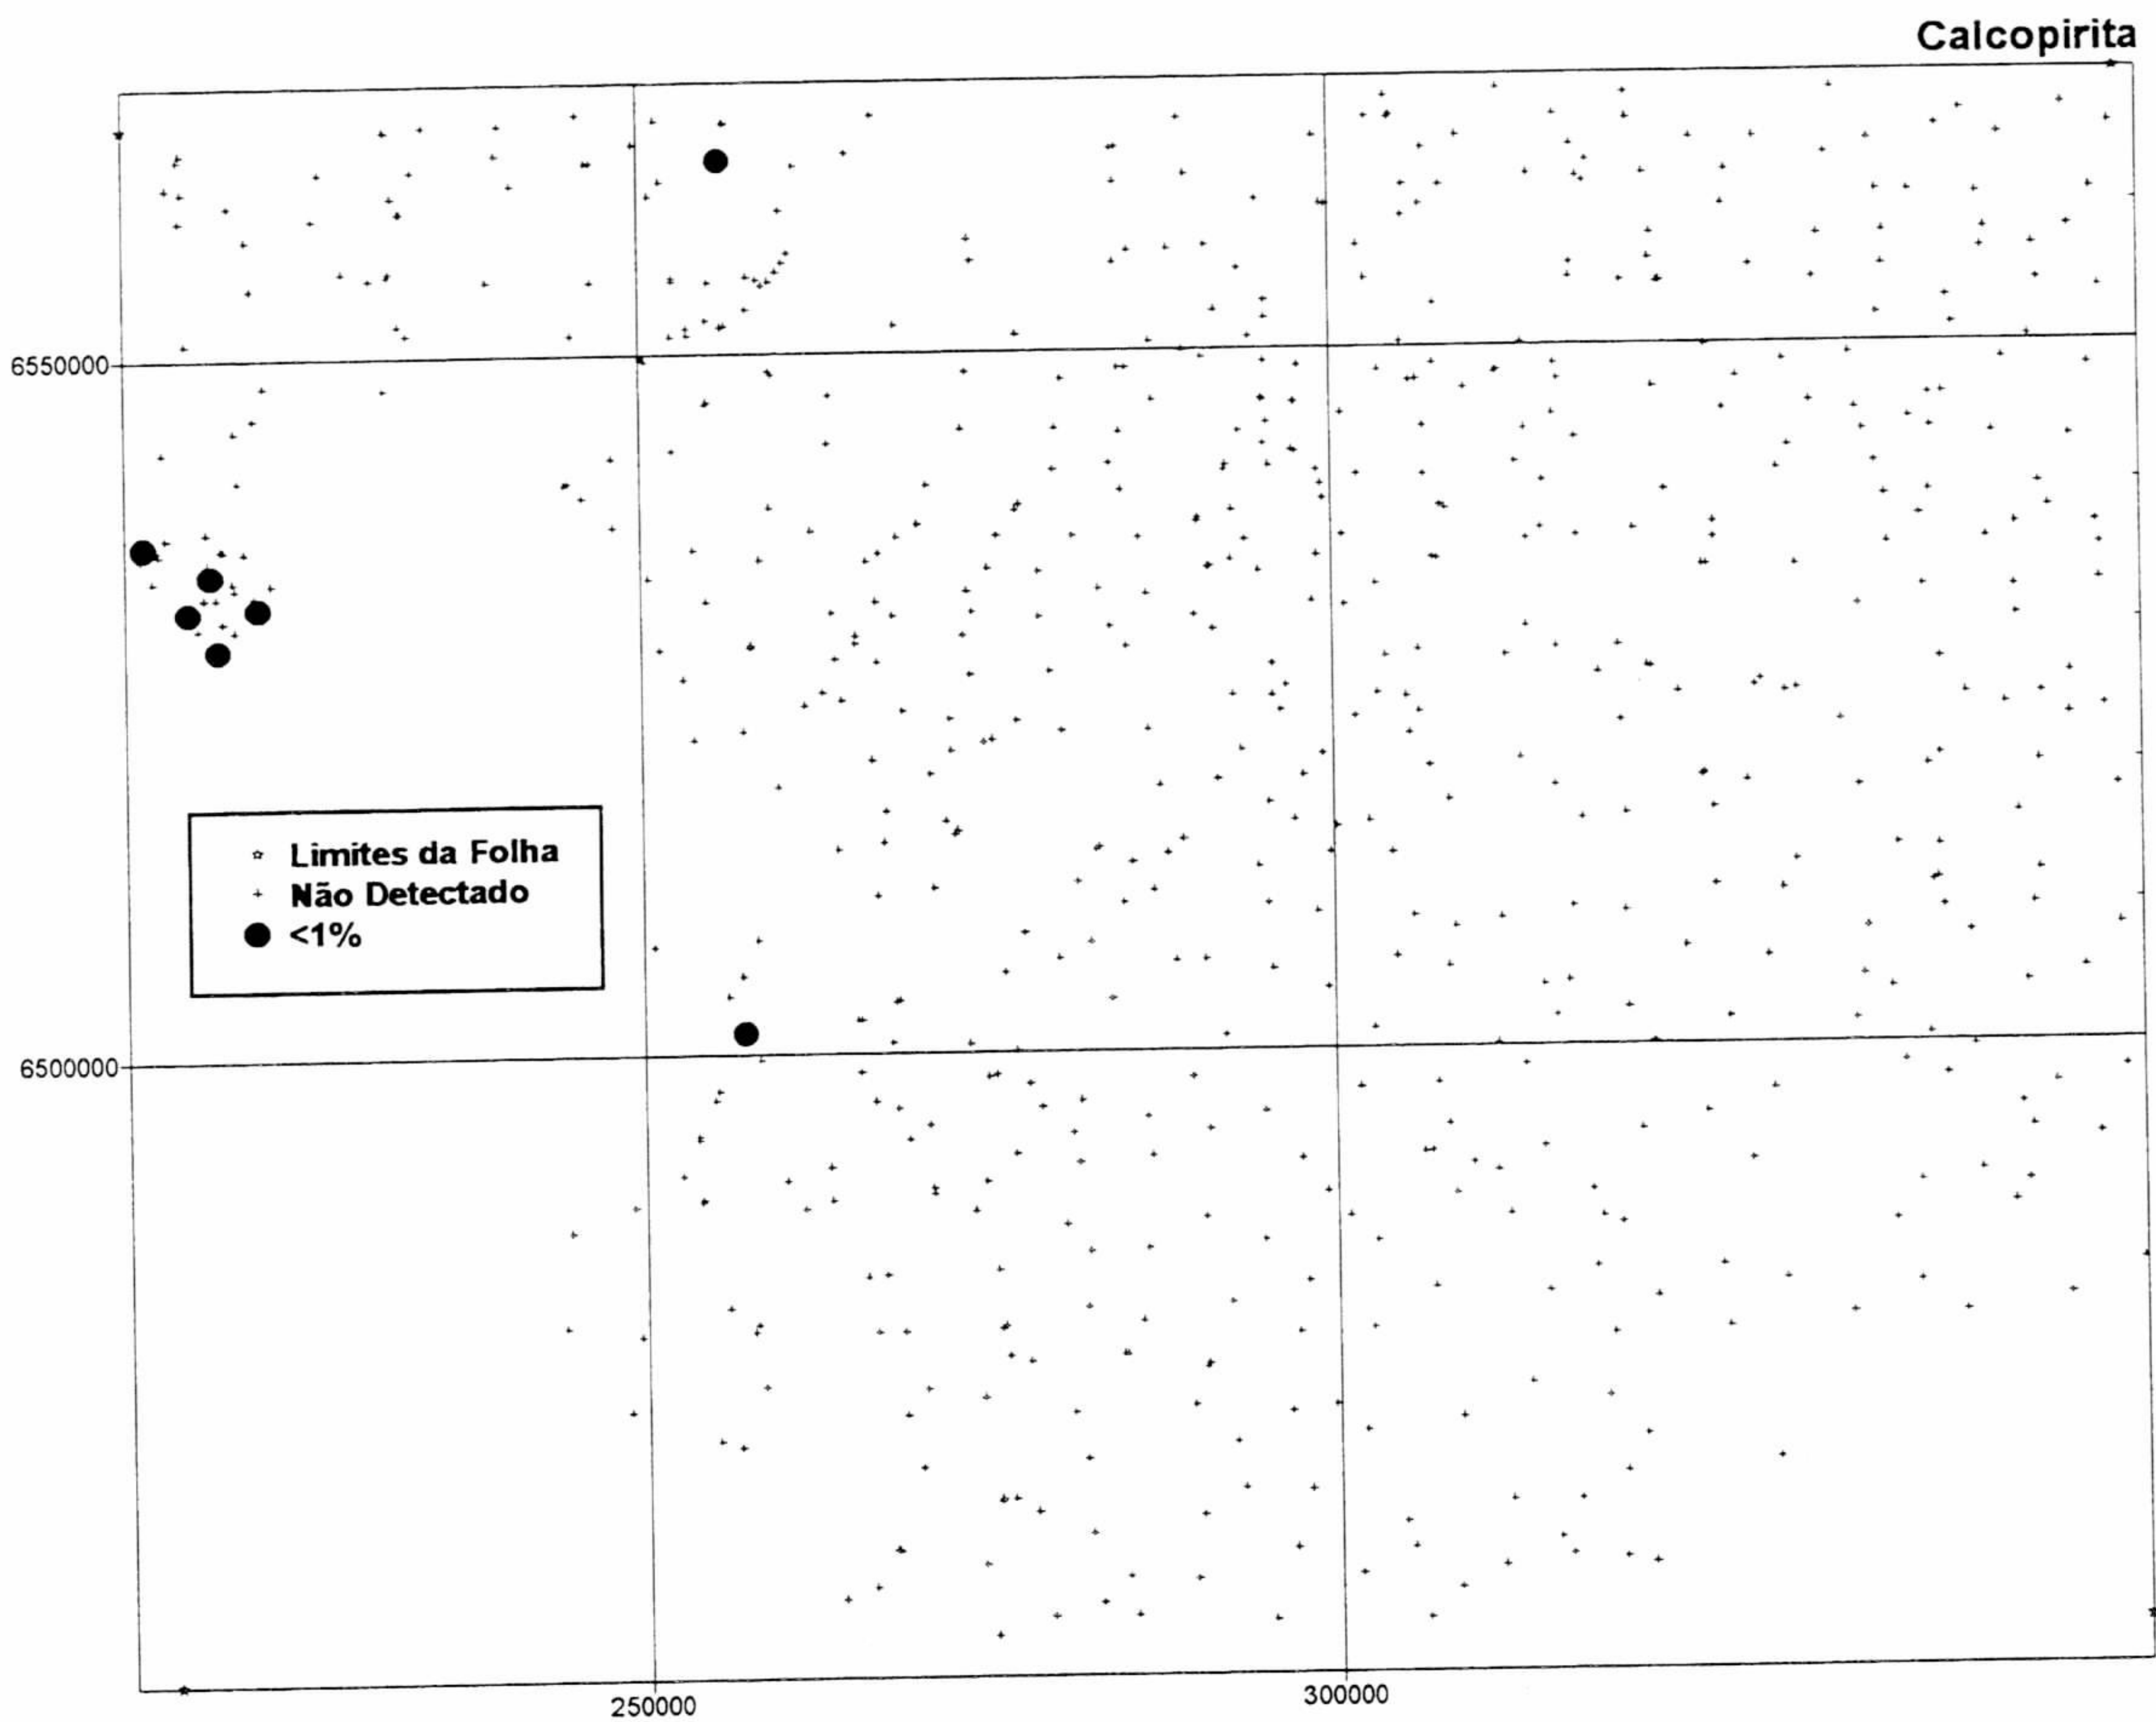 Calcopirita
6550000
Limites da Folha
Não Detectado
<1%
6500000
250000
300000